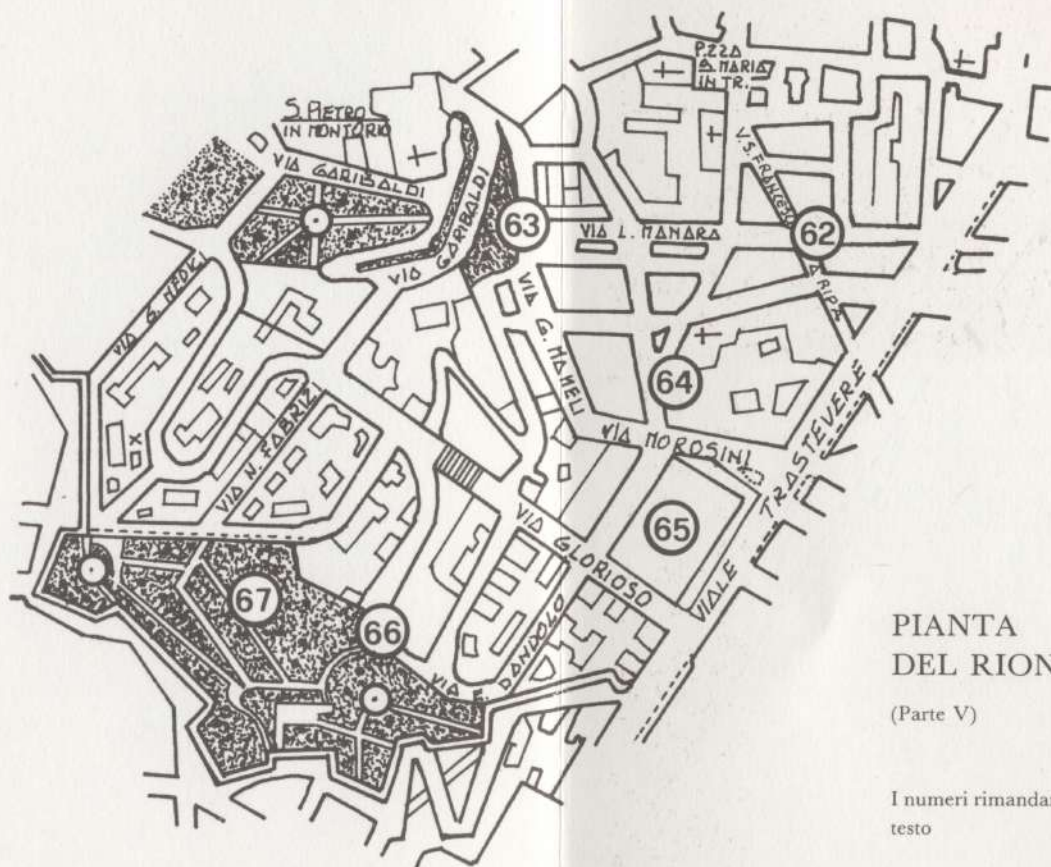 P.ZZA
S. MARIA
IN TR.
S. PIETRO
IN MONTORIO
VIA GARIBALDI
V. S. FRANCESCO
63
VIA GARIBALDI
VIA L. MANARA
62
A RIPA
VIA G. MEDICI
VIA G. MAMELI
64
VIA MOROSINI
VIALE TRASTEVERE
VIA N. FABRIZI
X
65
VIA GLORIOSO
67
66
VIA E. DANDOLO
PIANTA
DEL RION
(Parte V)
I numeri rimanda
testo